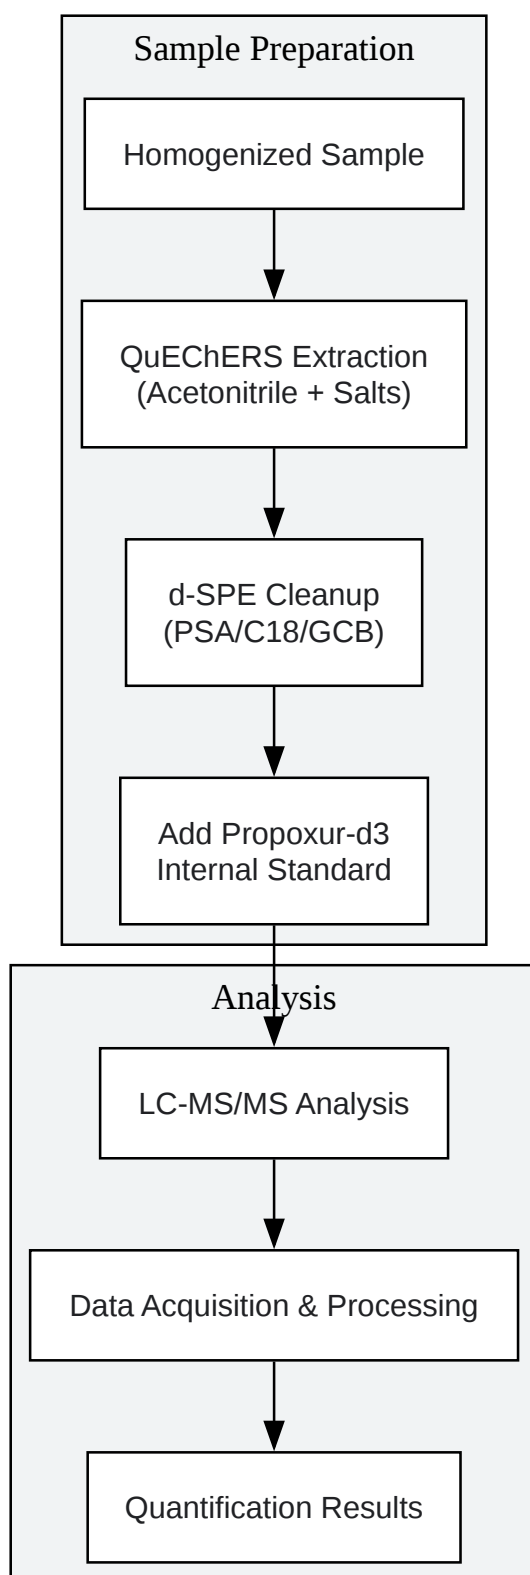 Sample Preparation
Homogenized Sample
QuEChERS Extraction
(Acetonitrile + Salts)
d-SPE Cleanup
(PSA/C18/GCB)
Add Propoxur-d3
Internal Standard
Analysis
LC-MS/MS Analysis
Data Acquisition & Processing
Quantification Results